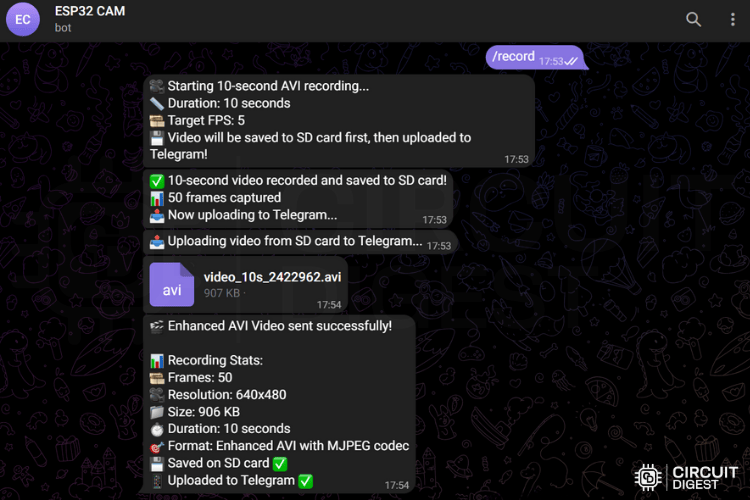 EC
ESP32 CAM
bot
/record 17:53
Starting 10-second AVI recording...
Duration: 10 seconds
Target FPS: 5
Video will be saved to SD card first, then uploaded to
Telegram!
17:53
10-second video recorded and saved to SD card!
50 frames captured
Now uploading to Telegram...
17:53
Uploading video from SD card to Telegram... 17:53
avi
video_10s_2422962.avi
907 KB
17:54
Enhanced AVI Video sent successfully!
Recording Stats:
Frames: 50
Resolution: 640x480
Size: 906 KB
Duration: 10 seconds
Format: Enhanced AVI with MJPEG codec
Saved on SD card
Uploaded to Telegram
17:54
CIRCUIT
DIGEST